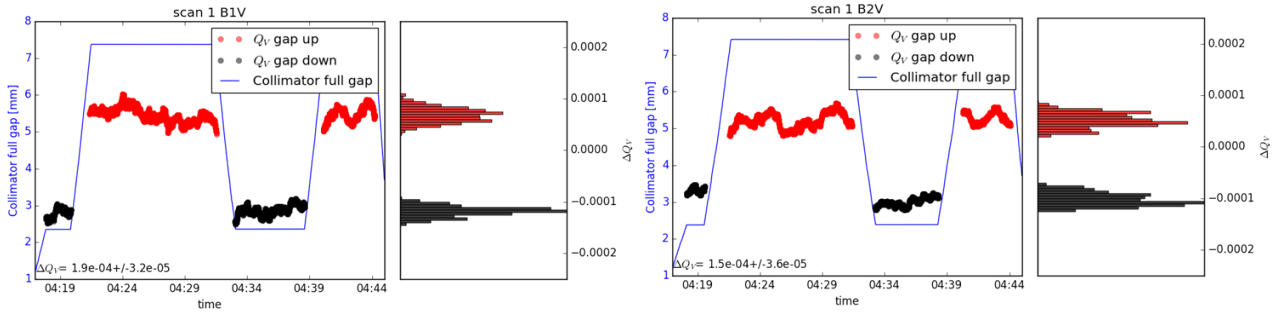 scan 1 B1V
Q_V gap up
Q_V gap down
Collimator full gap
Collimator full gap [mm]
8
7
6
5
4
3
2
1
ΔQ_V= 1.9e-04+/-3.2e-05
04:19 04:24 04:29 04:34 04:39 04:44
time
0.0002
0.0001
0.0000
−0.0001
−0.0002
ΔQ_V
scan 1 B2V
Q_V gap up
Q_V gap down
Collimator full gap
Collimator full gap [mm]
8
7
6
5
4
3
2
1
ΔQ_V= 1.5e-04+/-3.6e-05
04:19 04:24 04:29 04:34 04:39 04:44
time
0.0002
0.0001
0.0000
−0.0001
−0.0002
ΔQ_V